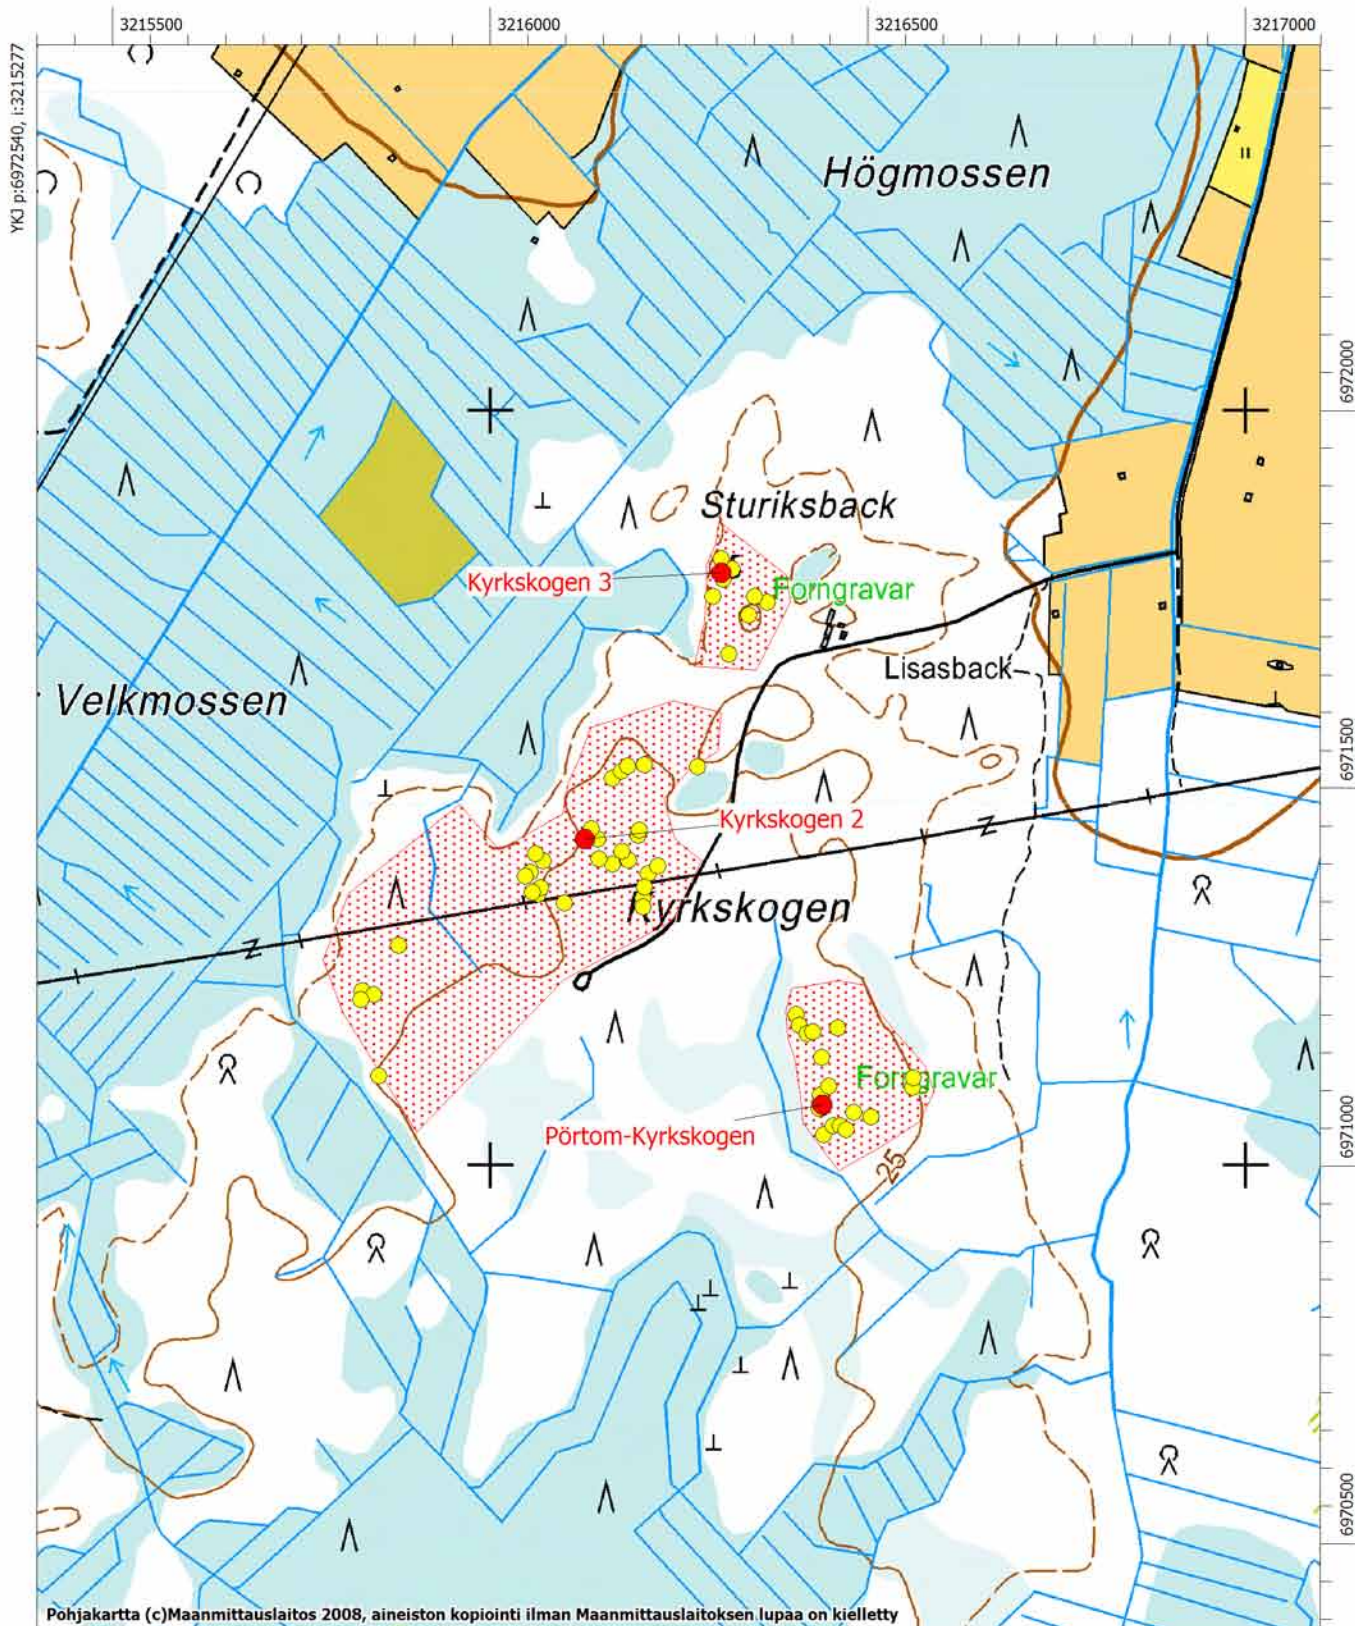 3215500
3216000
3216500
3217000
YKJ p:6972540, i:3215277
Högmossen
6972000
Sturiksback
Kyrkskogen 3
Forngravar
Lisasback
Velkmossen
6971500
Kyrkskogen 2
Kyrkskogen
Forngravar
6971000
Pörtom-Kyrkskogen
25
6970500
Pohjakartta (c)Maanmittauslaitos 2008, aineiston kopiointi ilman Maanmittauslaitoksen lupaa on kielletty